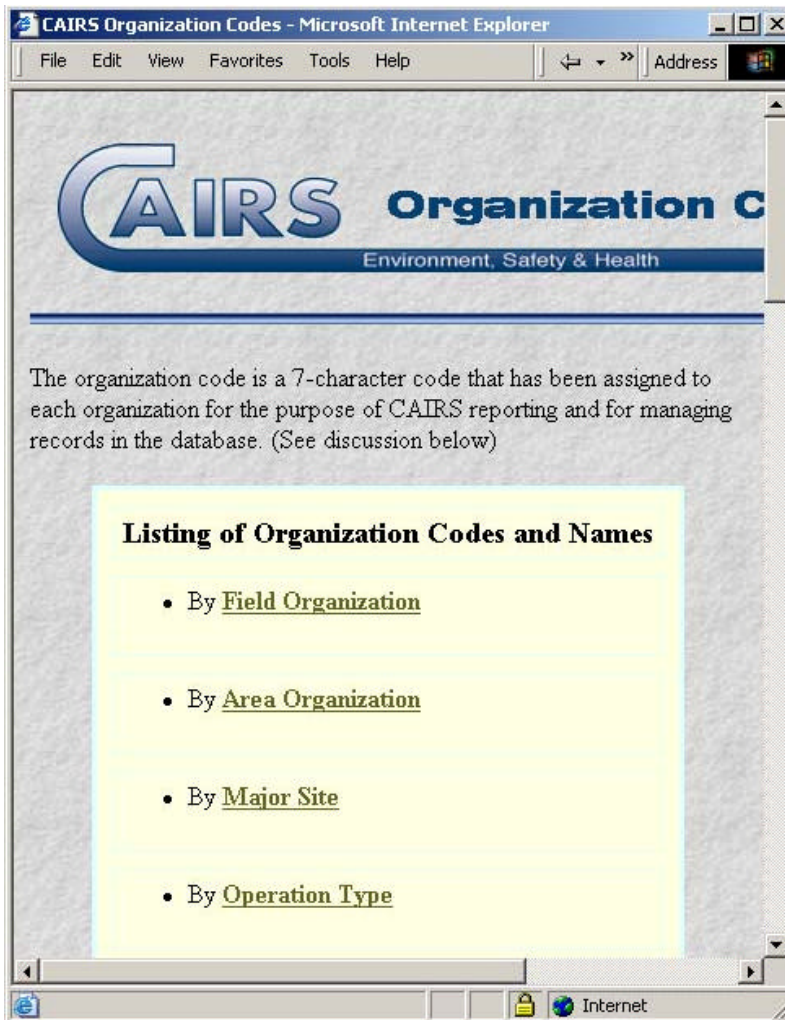 CAIRS Organization Codes - Microsoft Internet Explorer
File Edit View Favorites Tools Help » Address
CAIRS Organization C
Environment, Safety & Health
The organization code is a 7-character code that has been assigned to
each organization for the purpose of CAIRS reporting and for managing
records in the database. (See discussion below)
Listing of Organization Codes and Names
• By Field Organization
• By Area Organization
• By Major Site
• By Operation Type
Internet